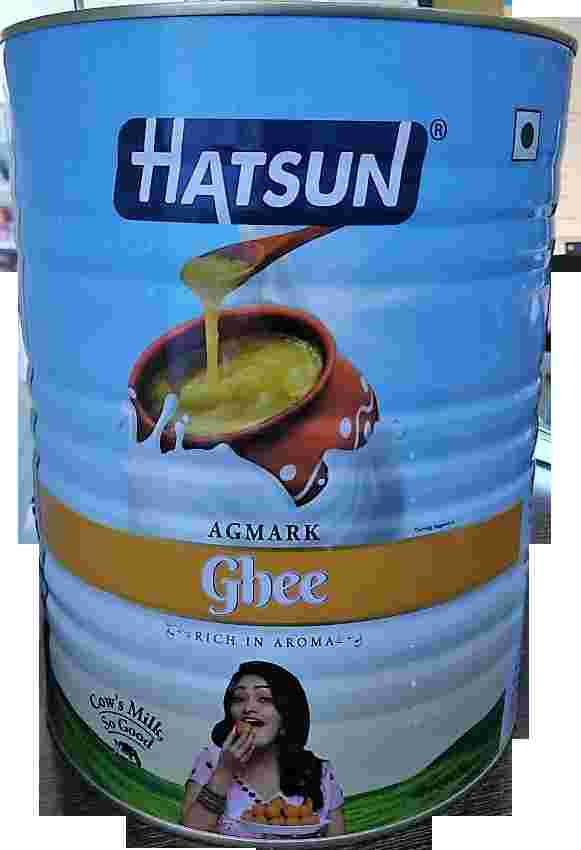 HATSUN®
AGMARK
Ghee
RICH IN AROMA
Cow's Milk
So Good